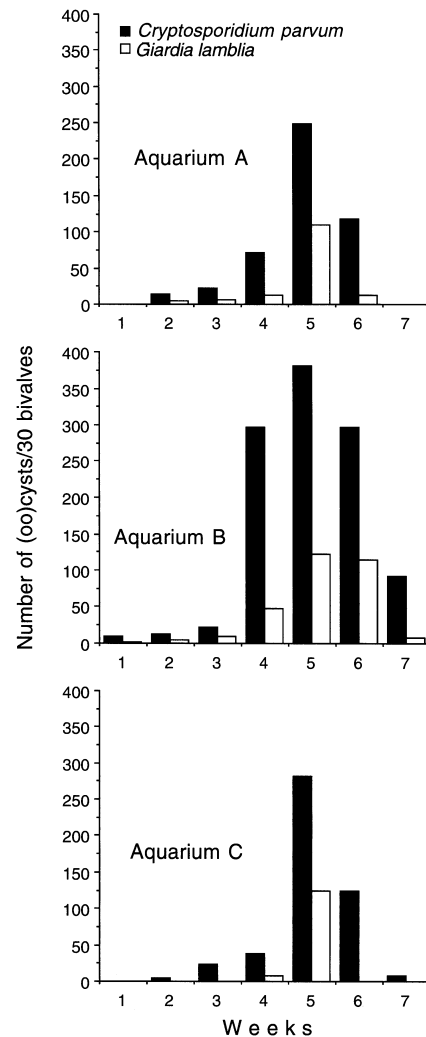 400
350
300
250
200
150
100
50
0
Cryptosporidium parvum
Giardia lamblia
Aquarium A
1 2 3 4 5 6 7
Number of (oo)cysts/30 bivalves
400
350
300
250
200
150
100
50
0
Aquarium B
1 2 3 4 5 6 7
400
350
300
250
200
150
100
50
0
Aquarium C
1 2 3 4 5 6 7
Weeks